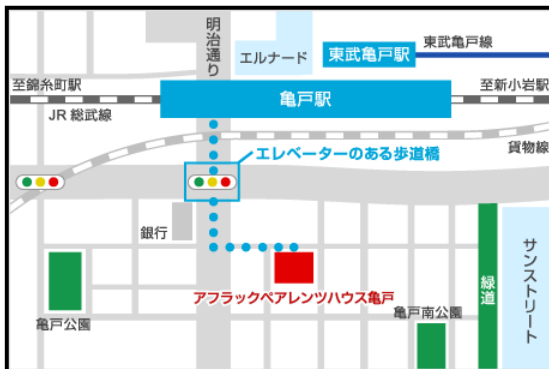 明治通り
エルナード
東武亀戸駅
東武亀戸線
至錦糸町駅
亀戸駅
至新小岩駅
JR 総武線
エレベーターのある歩道橋
貨物線
銀行
アフラックペアレンツハウス亀戸
緑道
サンストリート
亀戸公園
亀戸南公園